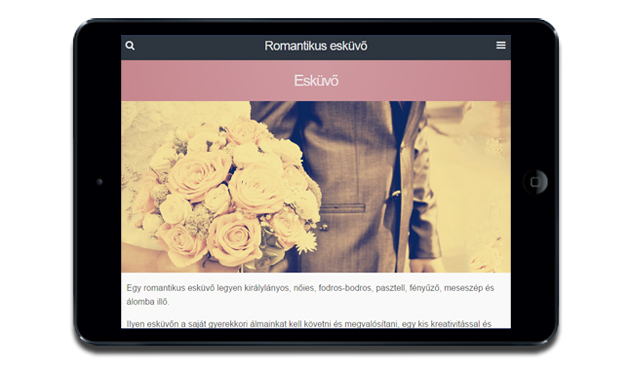 Romantikus esküvő
Esküvő
Egy romantikus esküvő legyen királylányos, nőies, fodros-bodros, pasztell, fényűző, meseszép és
álomba illő.
Ilyen esküvőn a saját gyerekkori álmainkat kell követni és megvalósítani, egy kis kreativitással és